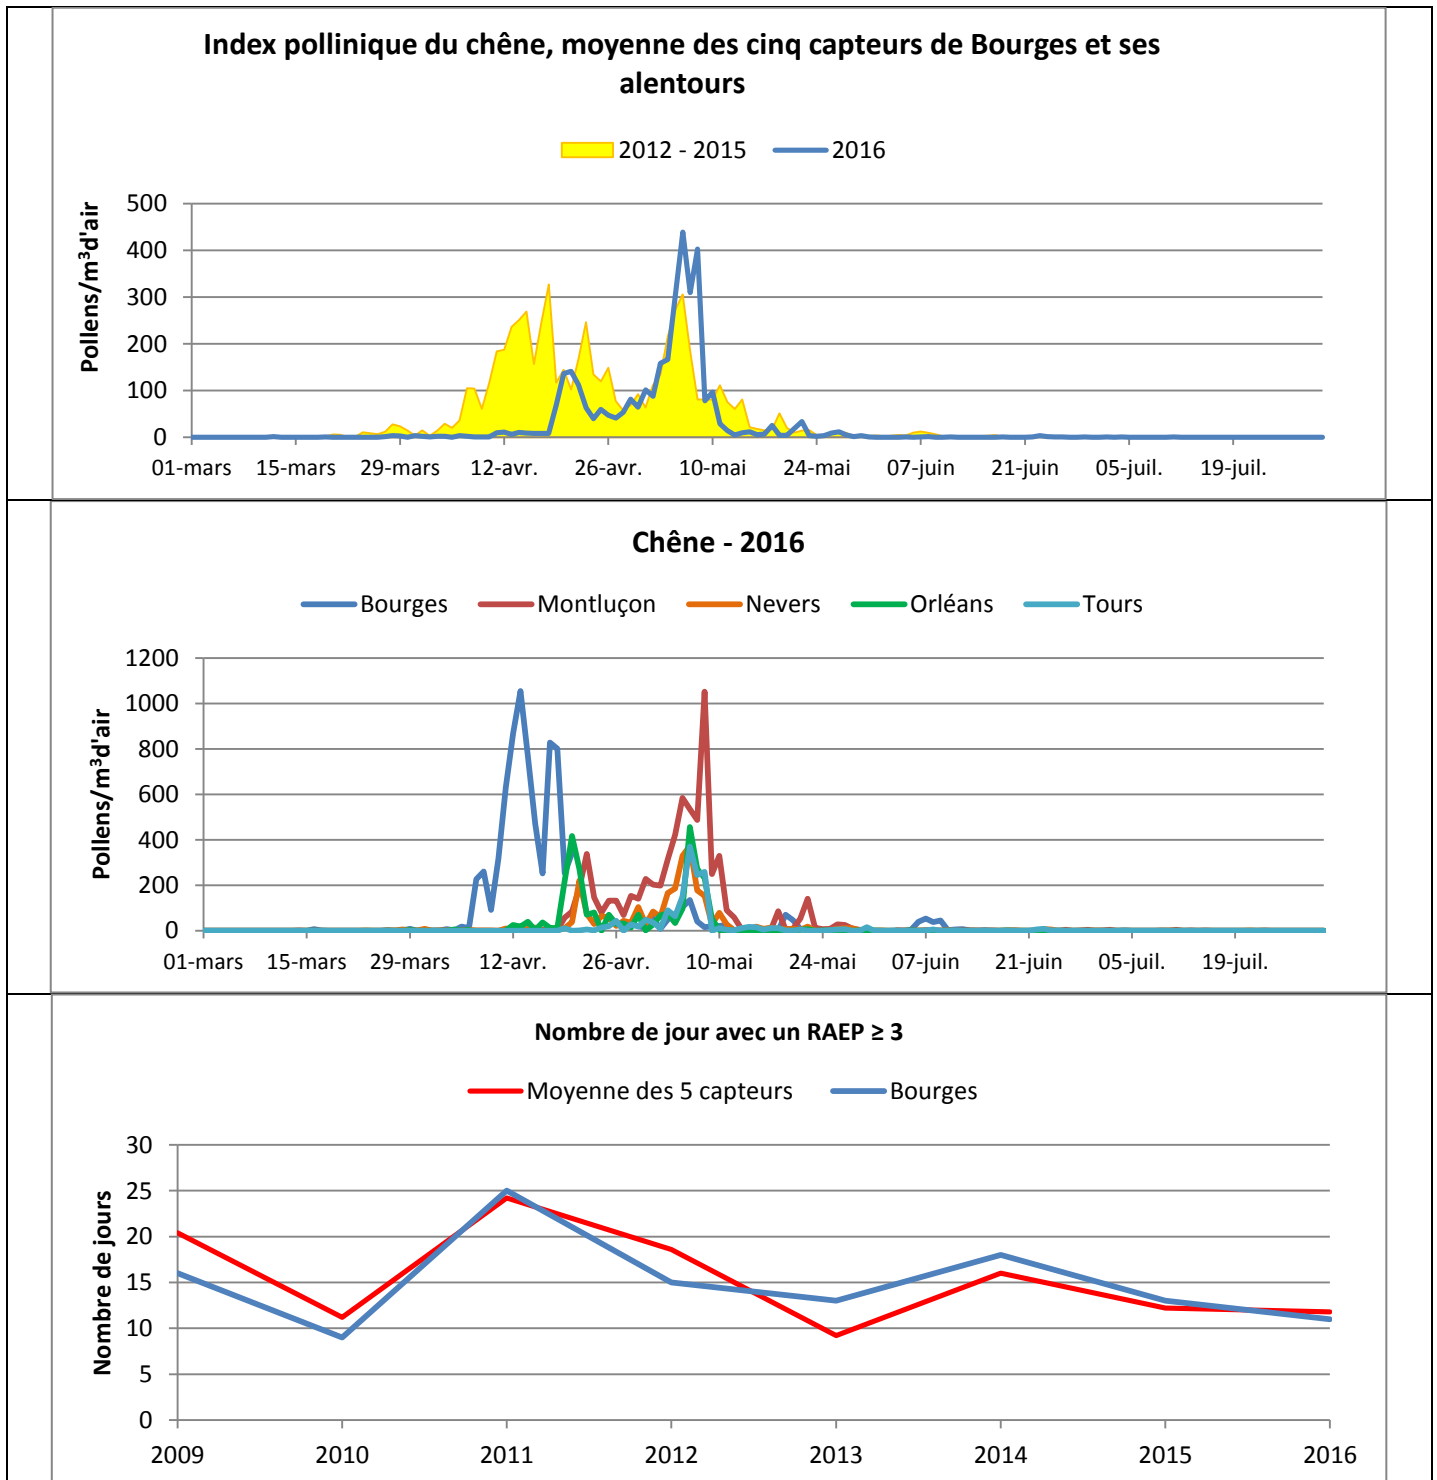 Index pollinique du chêne, moyenne des cinq capteurs de Bourges et ses
alentours
2012 - 2015 2016
Pollens/m³d'air
500
400
300
200
100
0
01-mars 15-mars 29-mars 12-avr. 26-avr. 10-mai 24-mai 07-juin 21-juin 05-juil. 19-juil.
Chêne - 2016
Bourges Montluçon Nevers Orléans Tours
Pollens/m³d'air
1200
1000
800
600
400
200
0
01-mars 15-mars 29-mars 12-avr. 26-avr. 10-mai 24-mai 07-juin 21-juin 05-juil. 19-juil.
Nombre de jour avec un RAEP ≥ 3
Moyenne des 5 capteurs Bourges
Nombre de jours
30
25
20
15
10
5
0
2009 2010 2011 2012 2013 2014 2015 2016